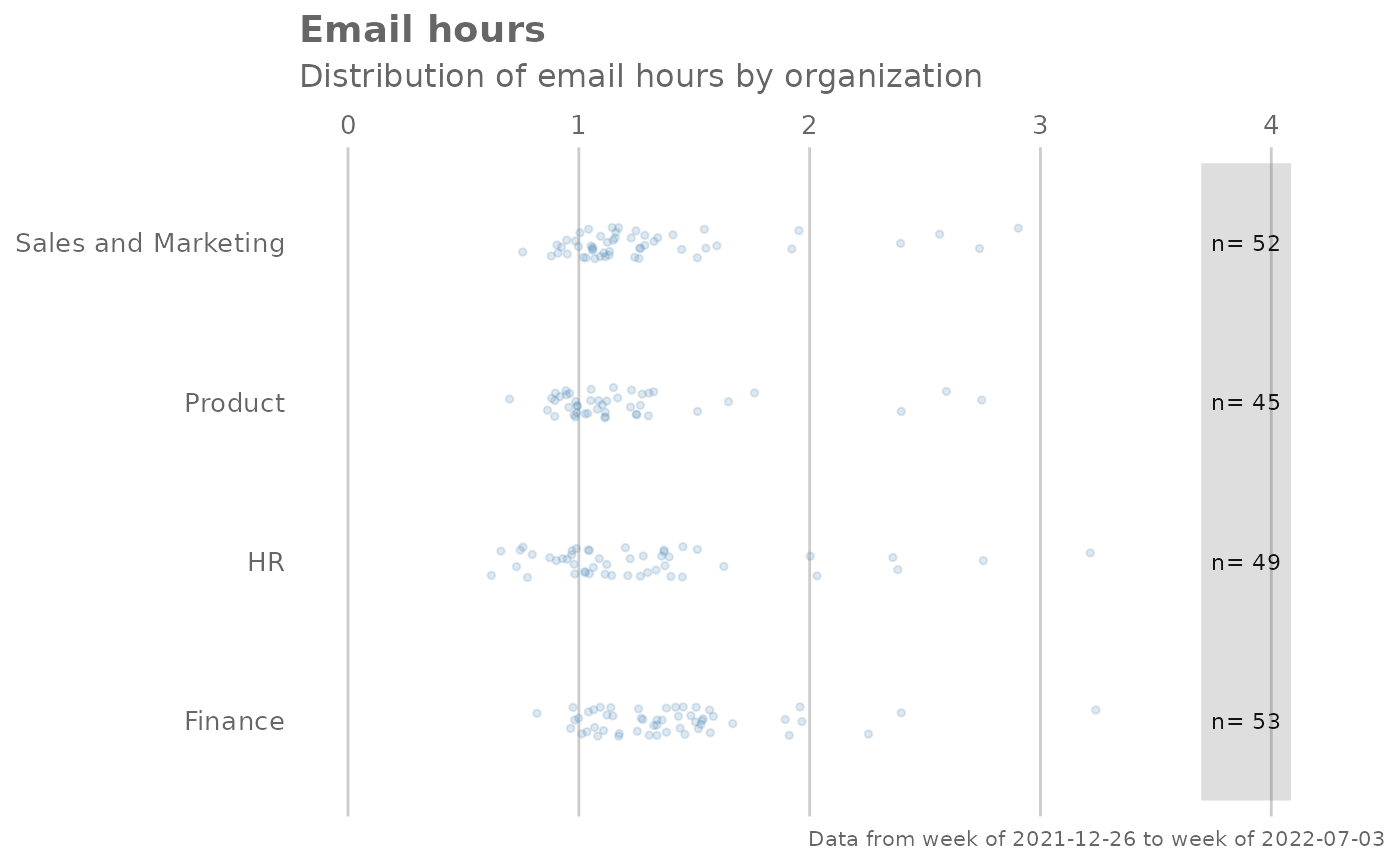 Email hours
Distribution of email hours by organization
0 1 2 3 4
Sales and Marketing n= 52
Product n= 45
HR n= 49
Finance n= 53
Data from week of 2021-12-26 to week of 2022-07-03